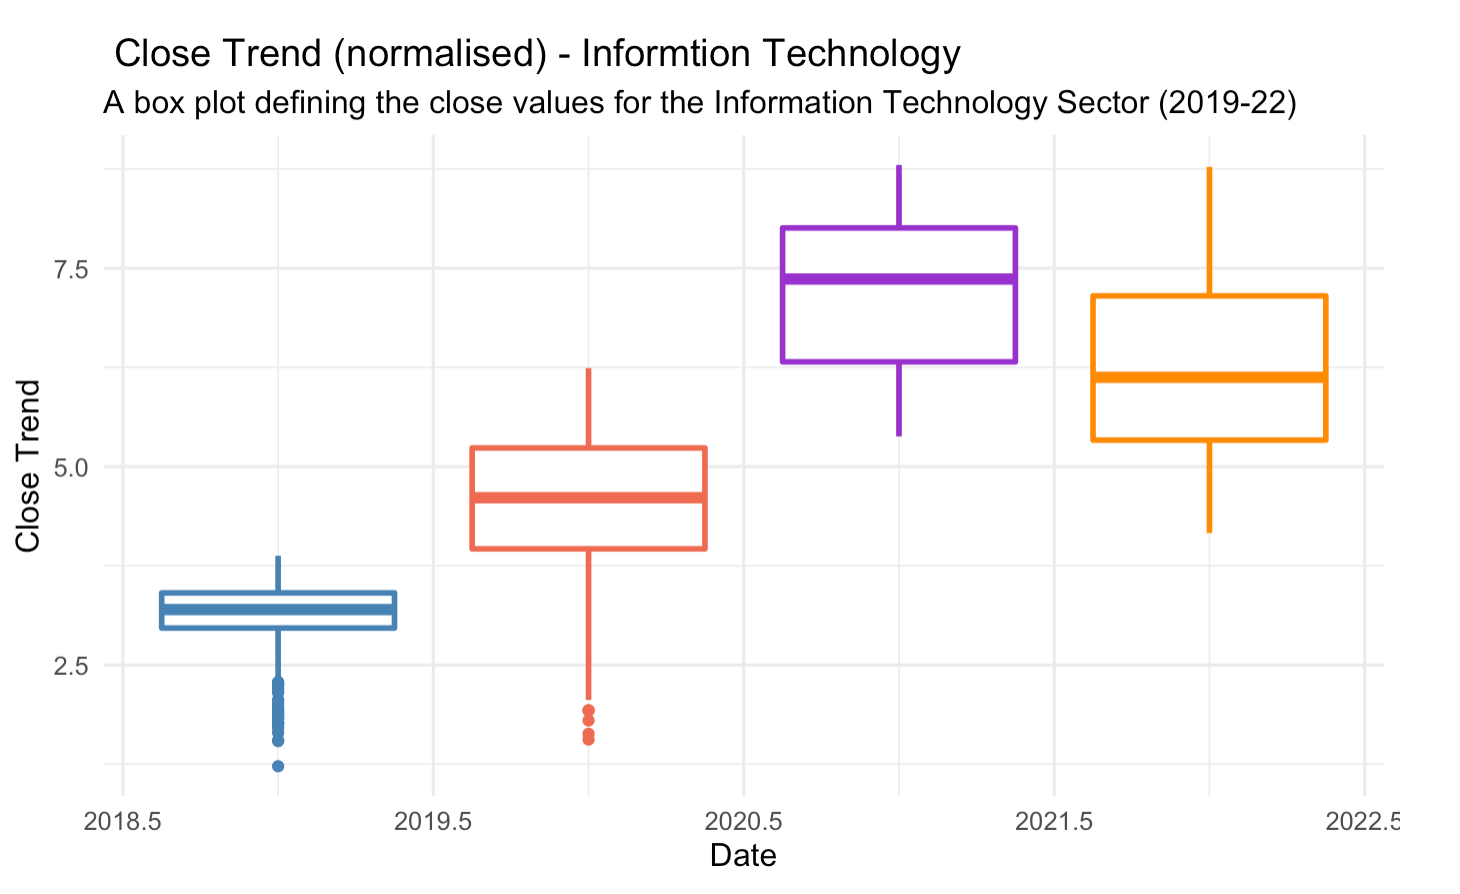 Close Trend (normalised) - Informtion Technology
A box plot defining the close values for the Information Technology Sector (2019-22)
Close Trend
7.5
5.0
2.5
2018.5 2019.5 2020.5 2021.5 2022.5
Date